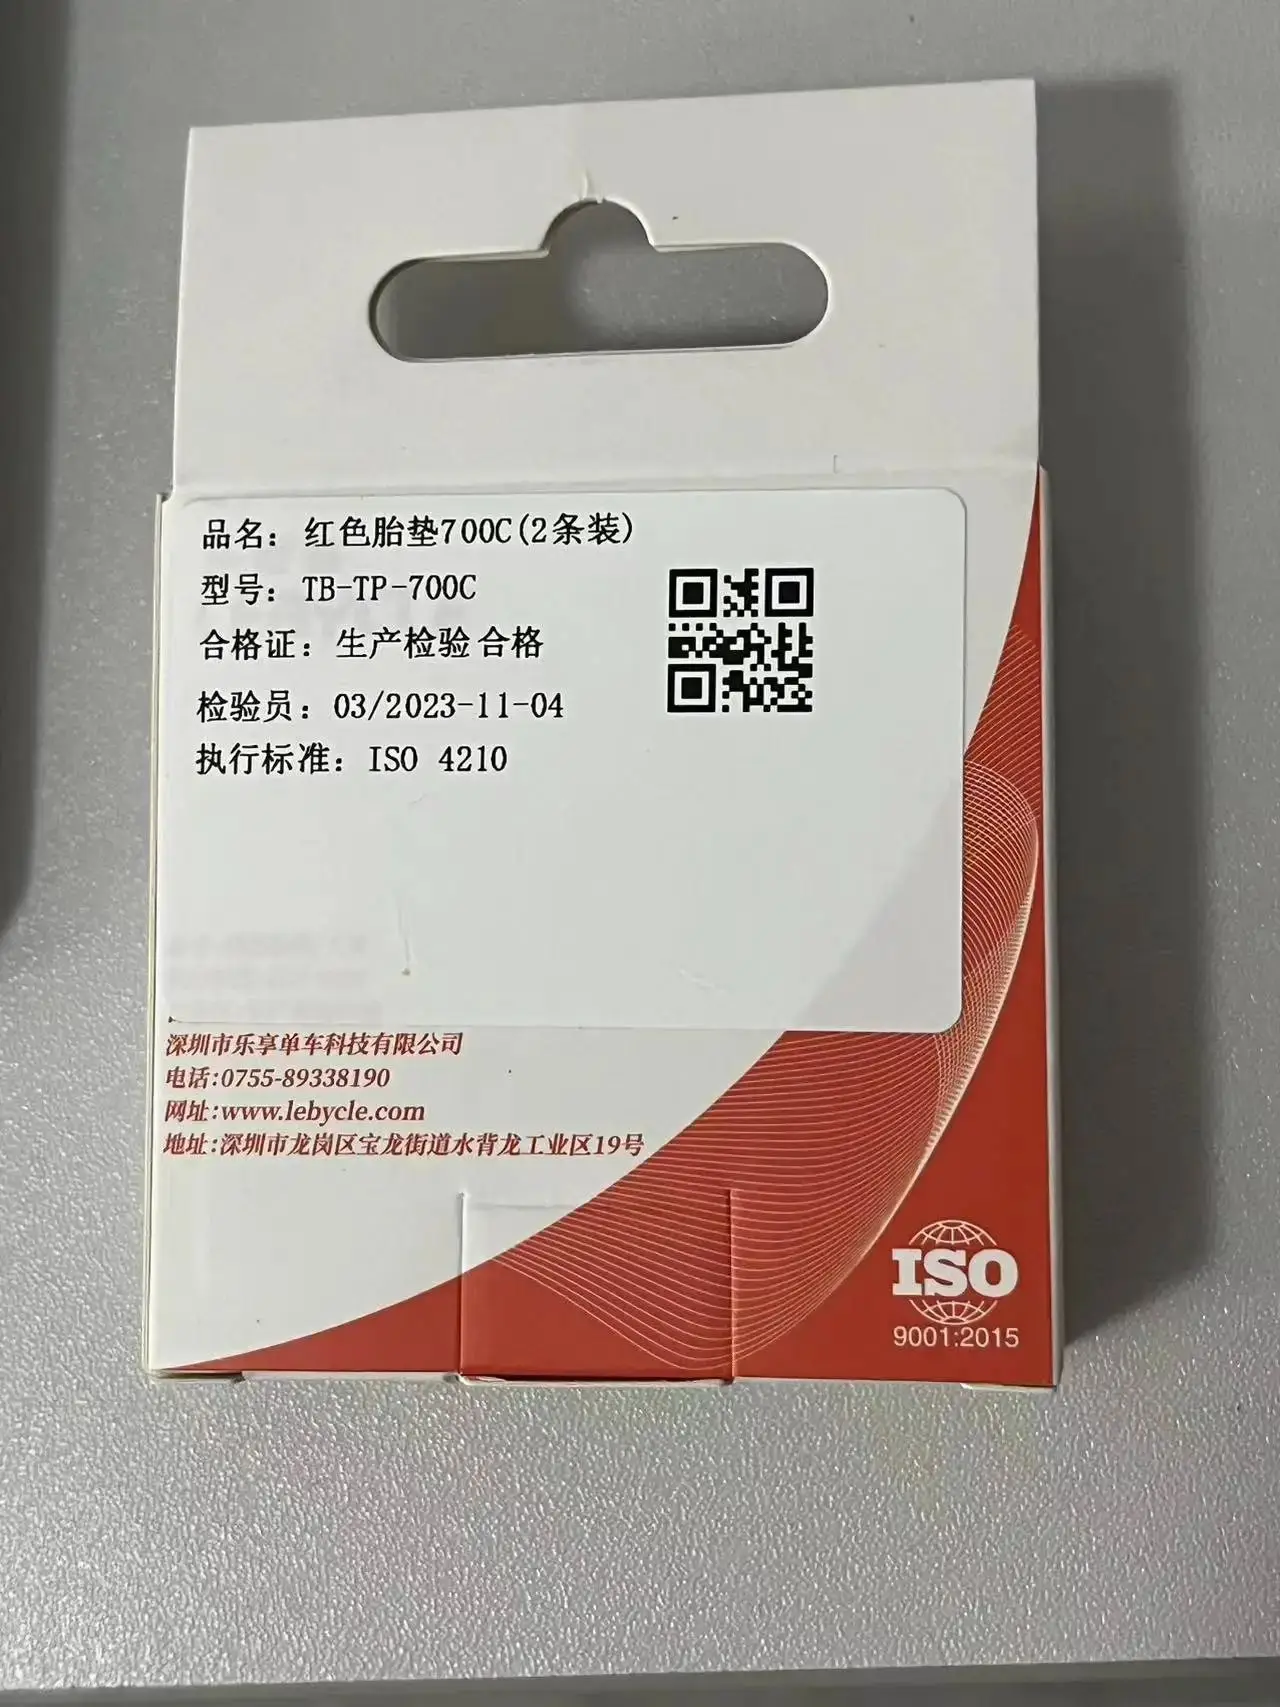 品名: 红色胎垫700C(2条装)
型号: TB-TP-700C
合格证: 生产检验合格
检验员: 03/2023-11-04
执行标准: ISO 4210
深圳市乐享单车科技有限公司
电话:0755-89338190
网址:www.lebycle.com
地址:深圳市龙岗区宝龙街道水背龙工业区19号
ISO
9001:2015